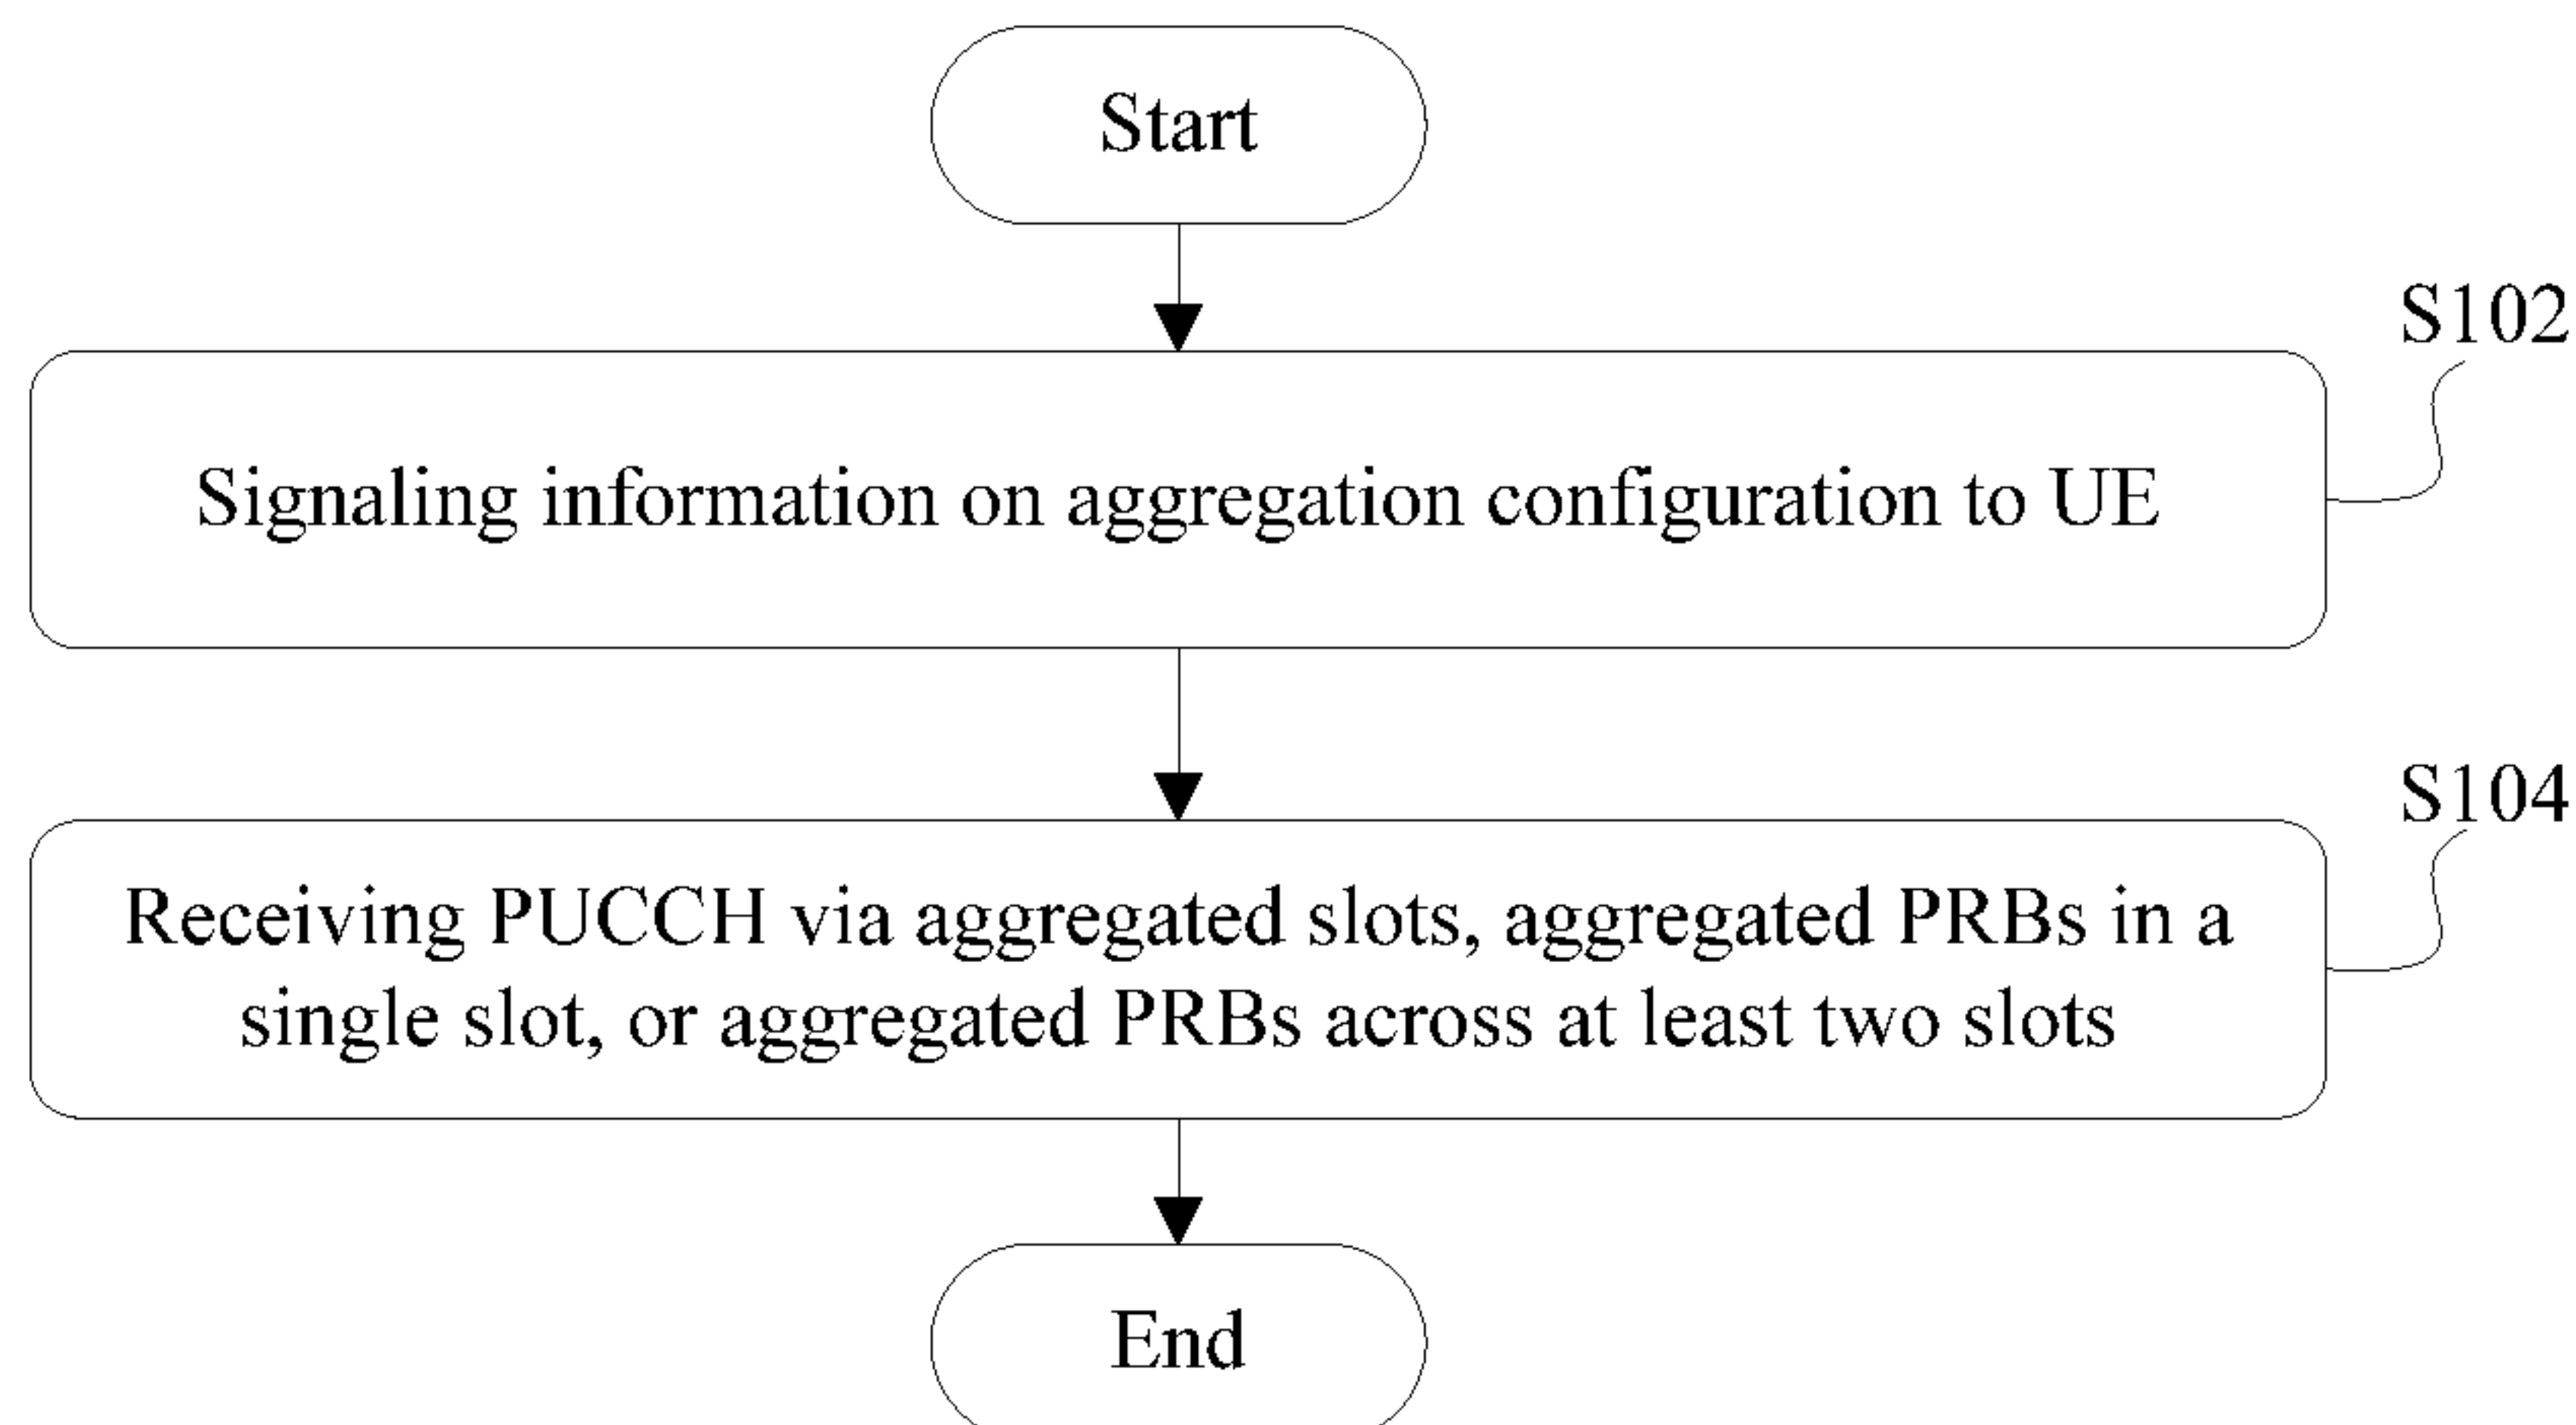 Start
S102
Signaling information on aggregation configuration to UE
S104
Receiving PUCCH via aggregated slots, aggregated PRBs in a
single slot, or aggregated PRBs across at least two slots
End